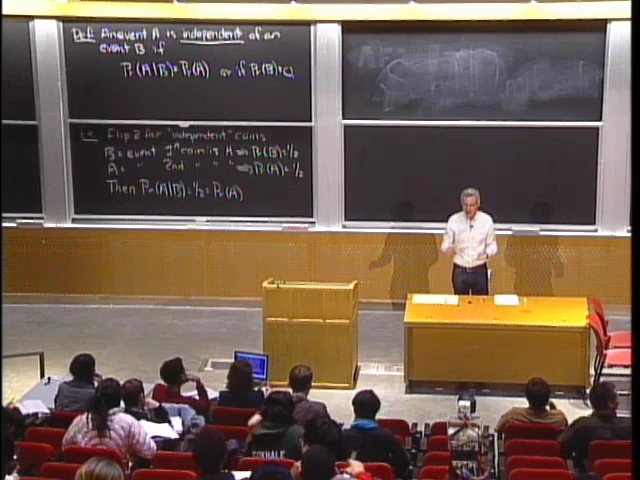 Def: An event A is independent of an
event B if
Pr(A|B)=Pr(A) or if Pr(B)=0
Ex Flip 2 fair "independent" coins
B = event 1st coin is H ⇒ Pr(B)=1/2
A = " 2nd " " " ⇒ Pr(A)=1/2
Then Pr(A|B)=1/2=Pr(A)